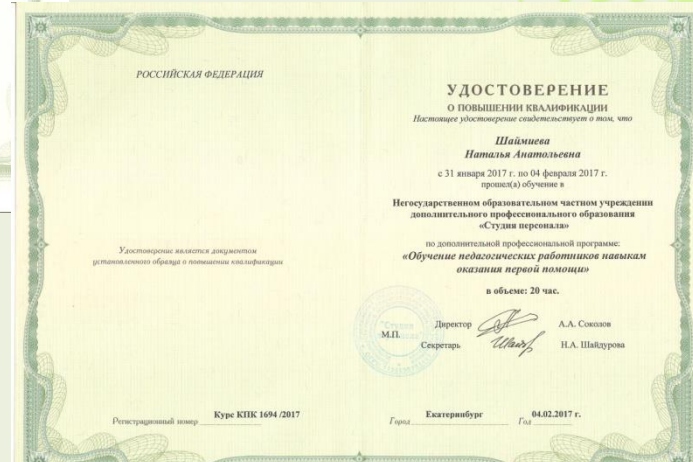 РОССИЙСКАЯ ФЕДЕРАЦИЯ
Удостоверение является документом
установленного образца о повышении квалификации
Регистрационный номер Курс КПК 1694 /2017
УДОСТОВЕРЕНИЕ
О ПОВЫШЕНИИ КВАЛИФИКАЦИИ
Настоящее удостоверение свидетельствует о том, что
Шаймиева
Наталья Анатольевна
с 31 января 2017 г. по 04 февраля 2017 г.
прошел(а) обучение в
Негосударственном образовательном частном учреждении
дополнительного профессионального образования
«Студия персонала»
по дополнительной профессиональной программе:
«Обучение педагогических работников навыкам
оказания первой помощи»
в объеме: 20 час.
Директор А.А. Соколов
М.П.
Секретарь Н.А. Шайдурова
Город Екатеринбург Год 04.02.2017 г.